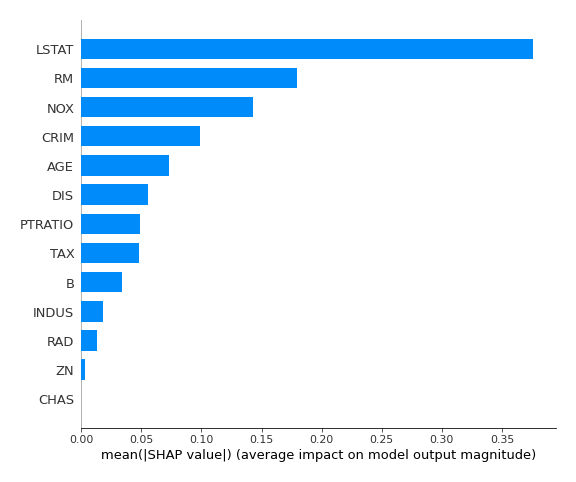 LSTAT
RM
NOX
CRIM
AGE
DIS
PTRATIO
TAX
B
INDUS
RAD
ZN
CHAS
0.00 0.05 0.10 0.15 0.20 0.25 0.30 0.35
mean(|SHAP value|) (average impact on model output magnitude)